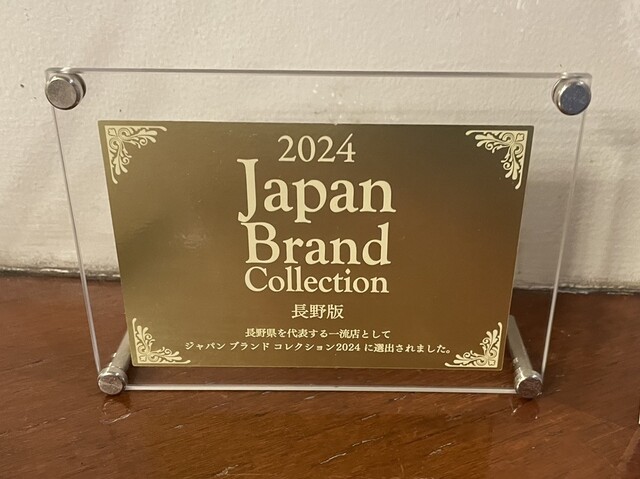 2024
Japan
Brand
Collection
長野版
長野県を代表する一流店として
ジャパン ブランド コレクション2024 に選出されました。